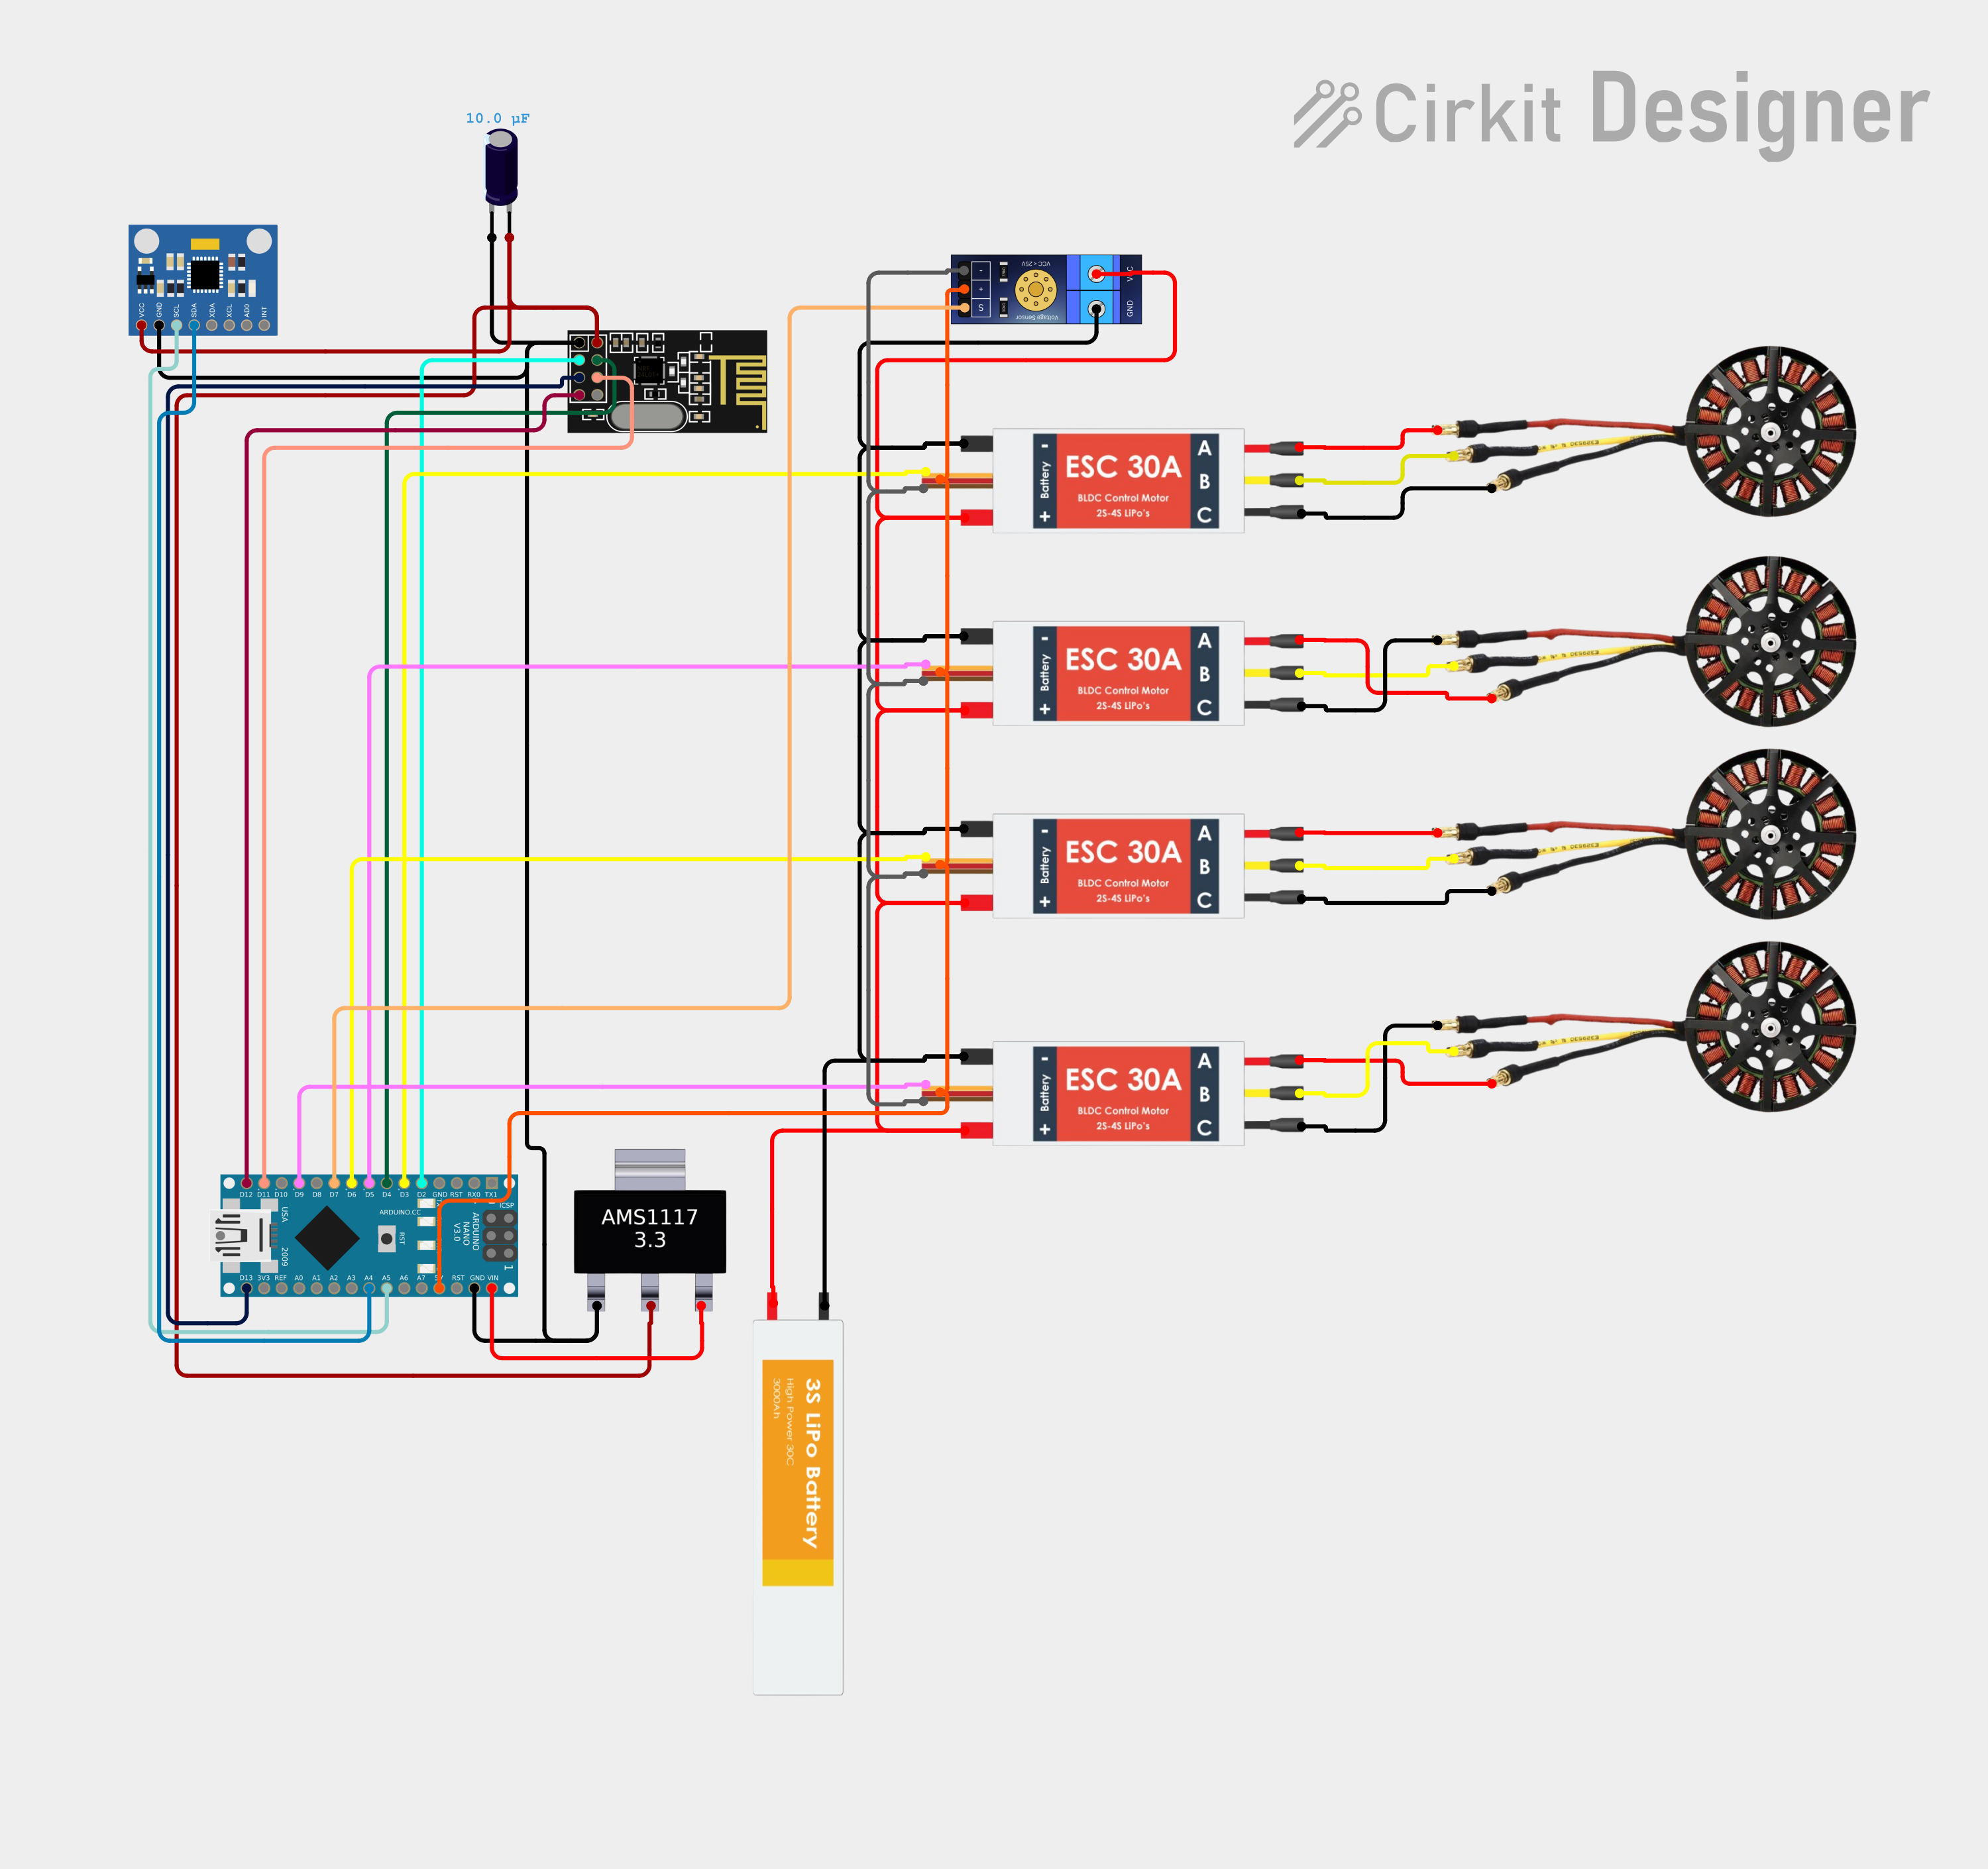 Cirkit Designer
10.0 µF
VCC
GND
SCL
SDA
XDA
XCL
AD0
INT
-
+
S
VCC<25V
Voltage Sensor
VCC
GND
Battery
-
+
ESC 30A
BLDC Control Motor
2S-4S LiPo's
A
B
C
Battery
-
+
ESC 30A
BLDC Control Motor
2S-4S LiPo's
A
B
C
Battery
-
+
ESC 30A
BLDC Control Motor
2S-4S LiPo's
A
B
C
Battery
-
+
ESC 30A
BLDC Control Motor
2S-4S LiPo's
A
B
C
D12 D11 D10 D9 D8 D7 D6 D5 D4 D3 D2 GND RST RX0 TX1
USA
2009
ARDUINO.CC
RST
ARDUINO
NANO
V3.0
ICSP
1
D13 3V3 REF A0 A1 A2 A3 A4 A5 A6 A7 RST GND VIN
AMS1117
3.3
3S LiPo Battery
High Power 30C
3000Ah